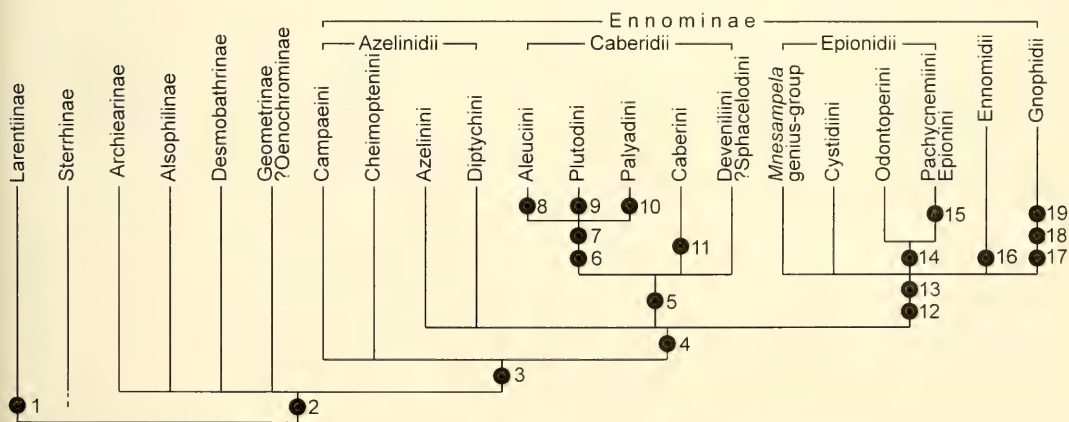 Ennominae
Azelinidii
Caberidii
Epionidii
Larentiinae
Sterrhinae
Archiearinae
Alsophilinae
Desmobathrinae
Geometrinae
?Oenochrominae
Campaeini
Cheimoptenini
Azelinini
Diptychini
Aleuciini
Plutodini
Palyadini
Caberini
Deveniliini
?Sphacelodini
Mnesampela
genius-group
Cystidiini
Odontoperini
Pachycnemiini
Epionini
Ennomidii
Gnophidii
8
9
10
15
19
7
11
18
6
14
16
17
5
13
12
4
3
1
2